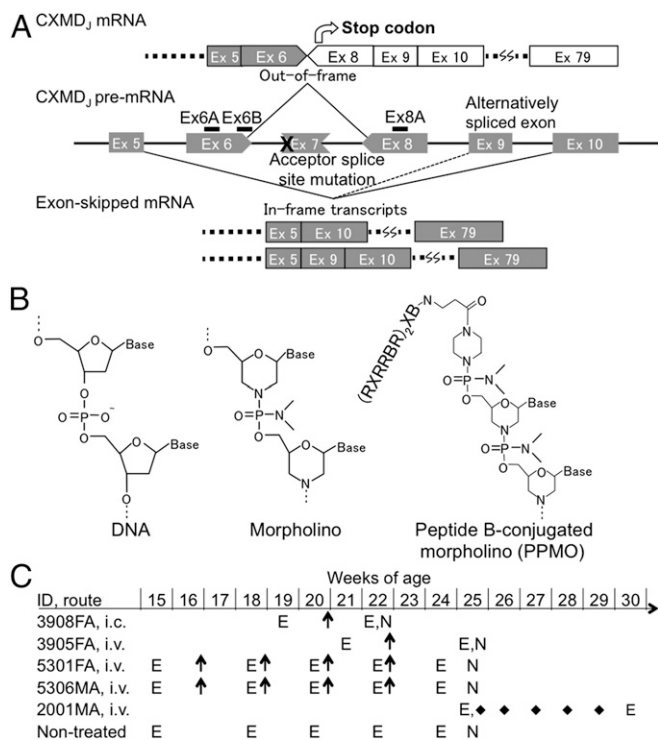 A
CXMD_J mRNA
Stop codon
Ex 5 Ex 6 Ex 8 Ex 9 Ex 10 Ex 79
Out-of-frame
CXMD_J pre-mRNA
Alternatively spliced exon
Ex6A Ex6B Ex8A
Ex 5 Ex 6 X Ex 7 Ex 8 Ex 9 Ex 10
Acceptor splice
site mutation
Exon-skipped mRNA
In-frame transcripts
Ex 5 Ex 10 Ex 79
Ex 5 Ex 9 Ex 10 Ex 79
B
O O Base
O
O=P-O⁻
O
O Base
O
DNA
O O Base
N
O=P-N
O
O Base
N
Morpholino
(RXRRBR)₂XB
N O
N
N
O=P-N
O
O Base
N
O=P-N
O
O Base
N
Peptide B-conjugated
morpholino (PPMO)
C
Weeks of age
ID, route 15 16 17 18 19 20 21 22 23 24 25 26 27 28 29 30
3908FA, i.c. E ↑ E,N
3905FA, i.v. E ↑ E,N
5301FA, i.v. E ↑ E ↑ E ↑ E ↑ E N
5306MA, i.v. E ↑ E ↑ E ↑ E ↑ E N
2001MA, i.v. E,◆ ◆ ◆ ◆ ◆ E
Non-treated E E E E E N